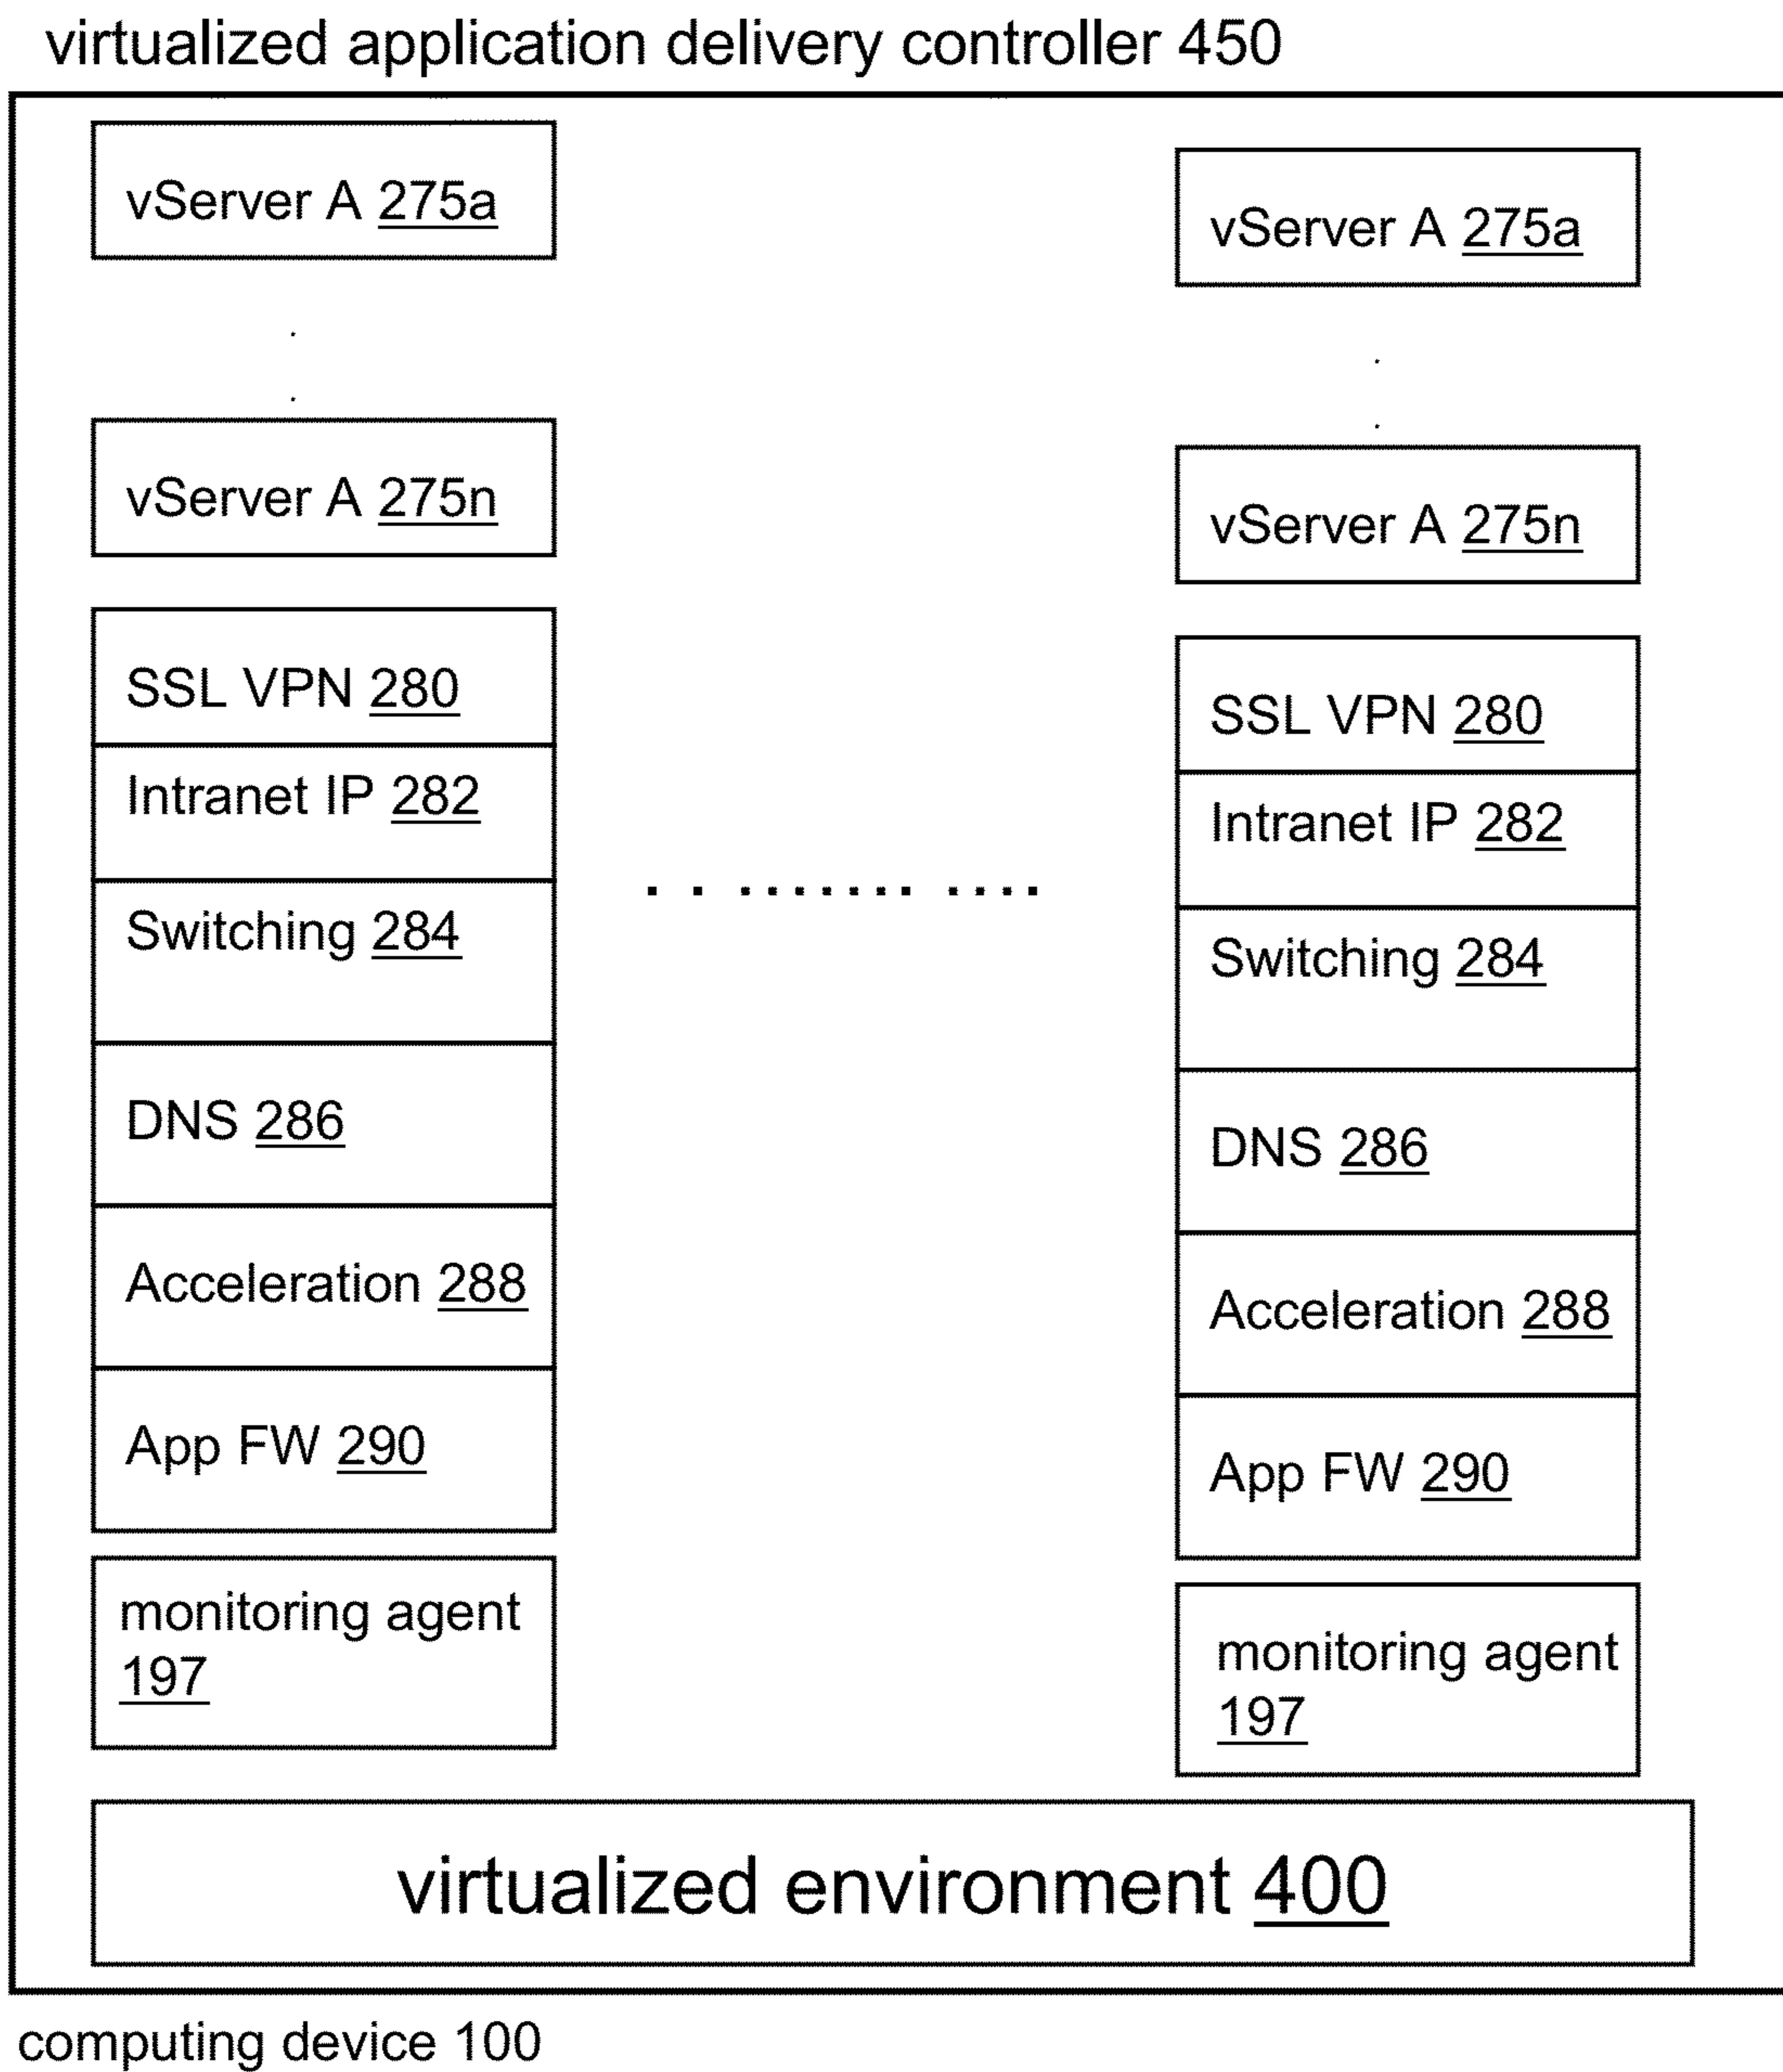 virtualized application delivery controller 450
vServer A 275a
vServer A 275n
SSL VPN 280
Intranet IP 282
Switching 284
DNS 286
Acceleration 288
App FW 290
monitoring agent
197
vServer A 275a
vServer A 275n
SSL VPN 280
Intranet IP 282
Switching 284
DNS 286
Acceleration 288
App FW 290
monitoring agent
197
virtualized environment 400
computing device 100